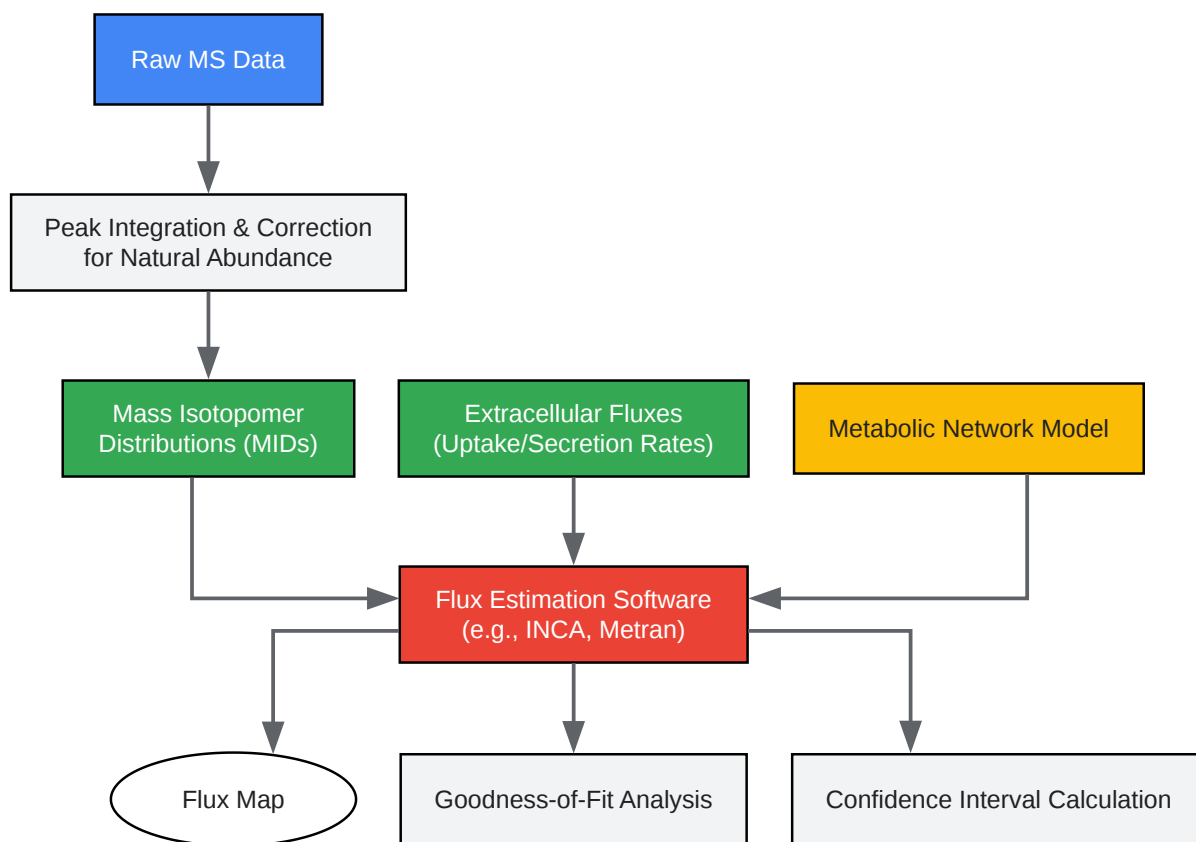 Raw MS Data
Peak Integration & Correction
for Natural Abundance
Mass Isotopomer
Distributions (MIDs)
Extracellular Fluxes
(Uptake/Secretion Rates)
Metabolic Network Model
Flux Estimation Software
(e.g., INCA, Metran)
Flux Map
Goodness-of-Fit Analysis
Confidence Interval Calculation